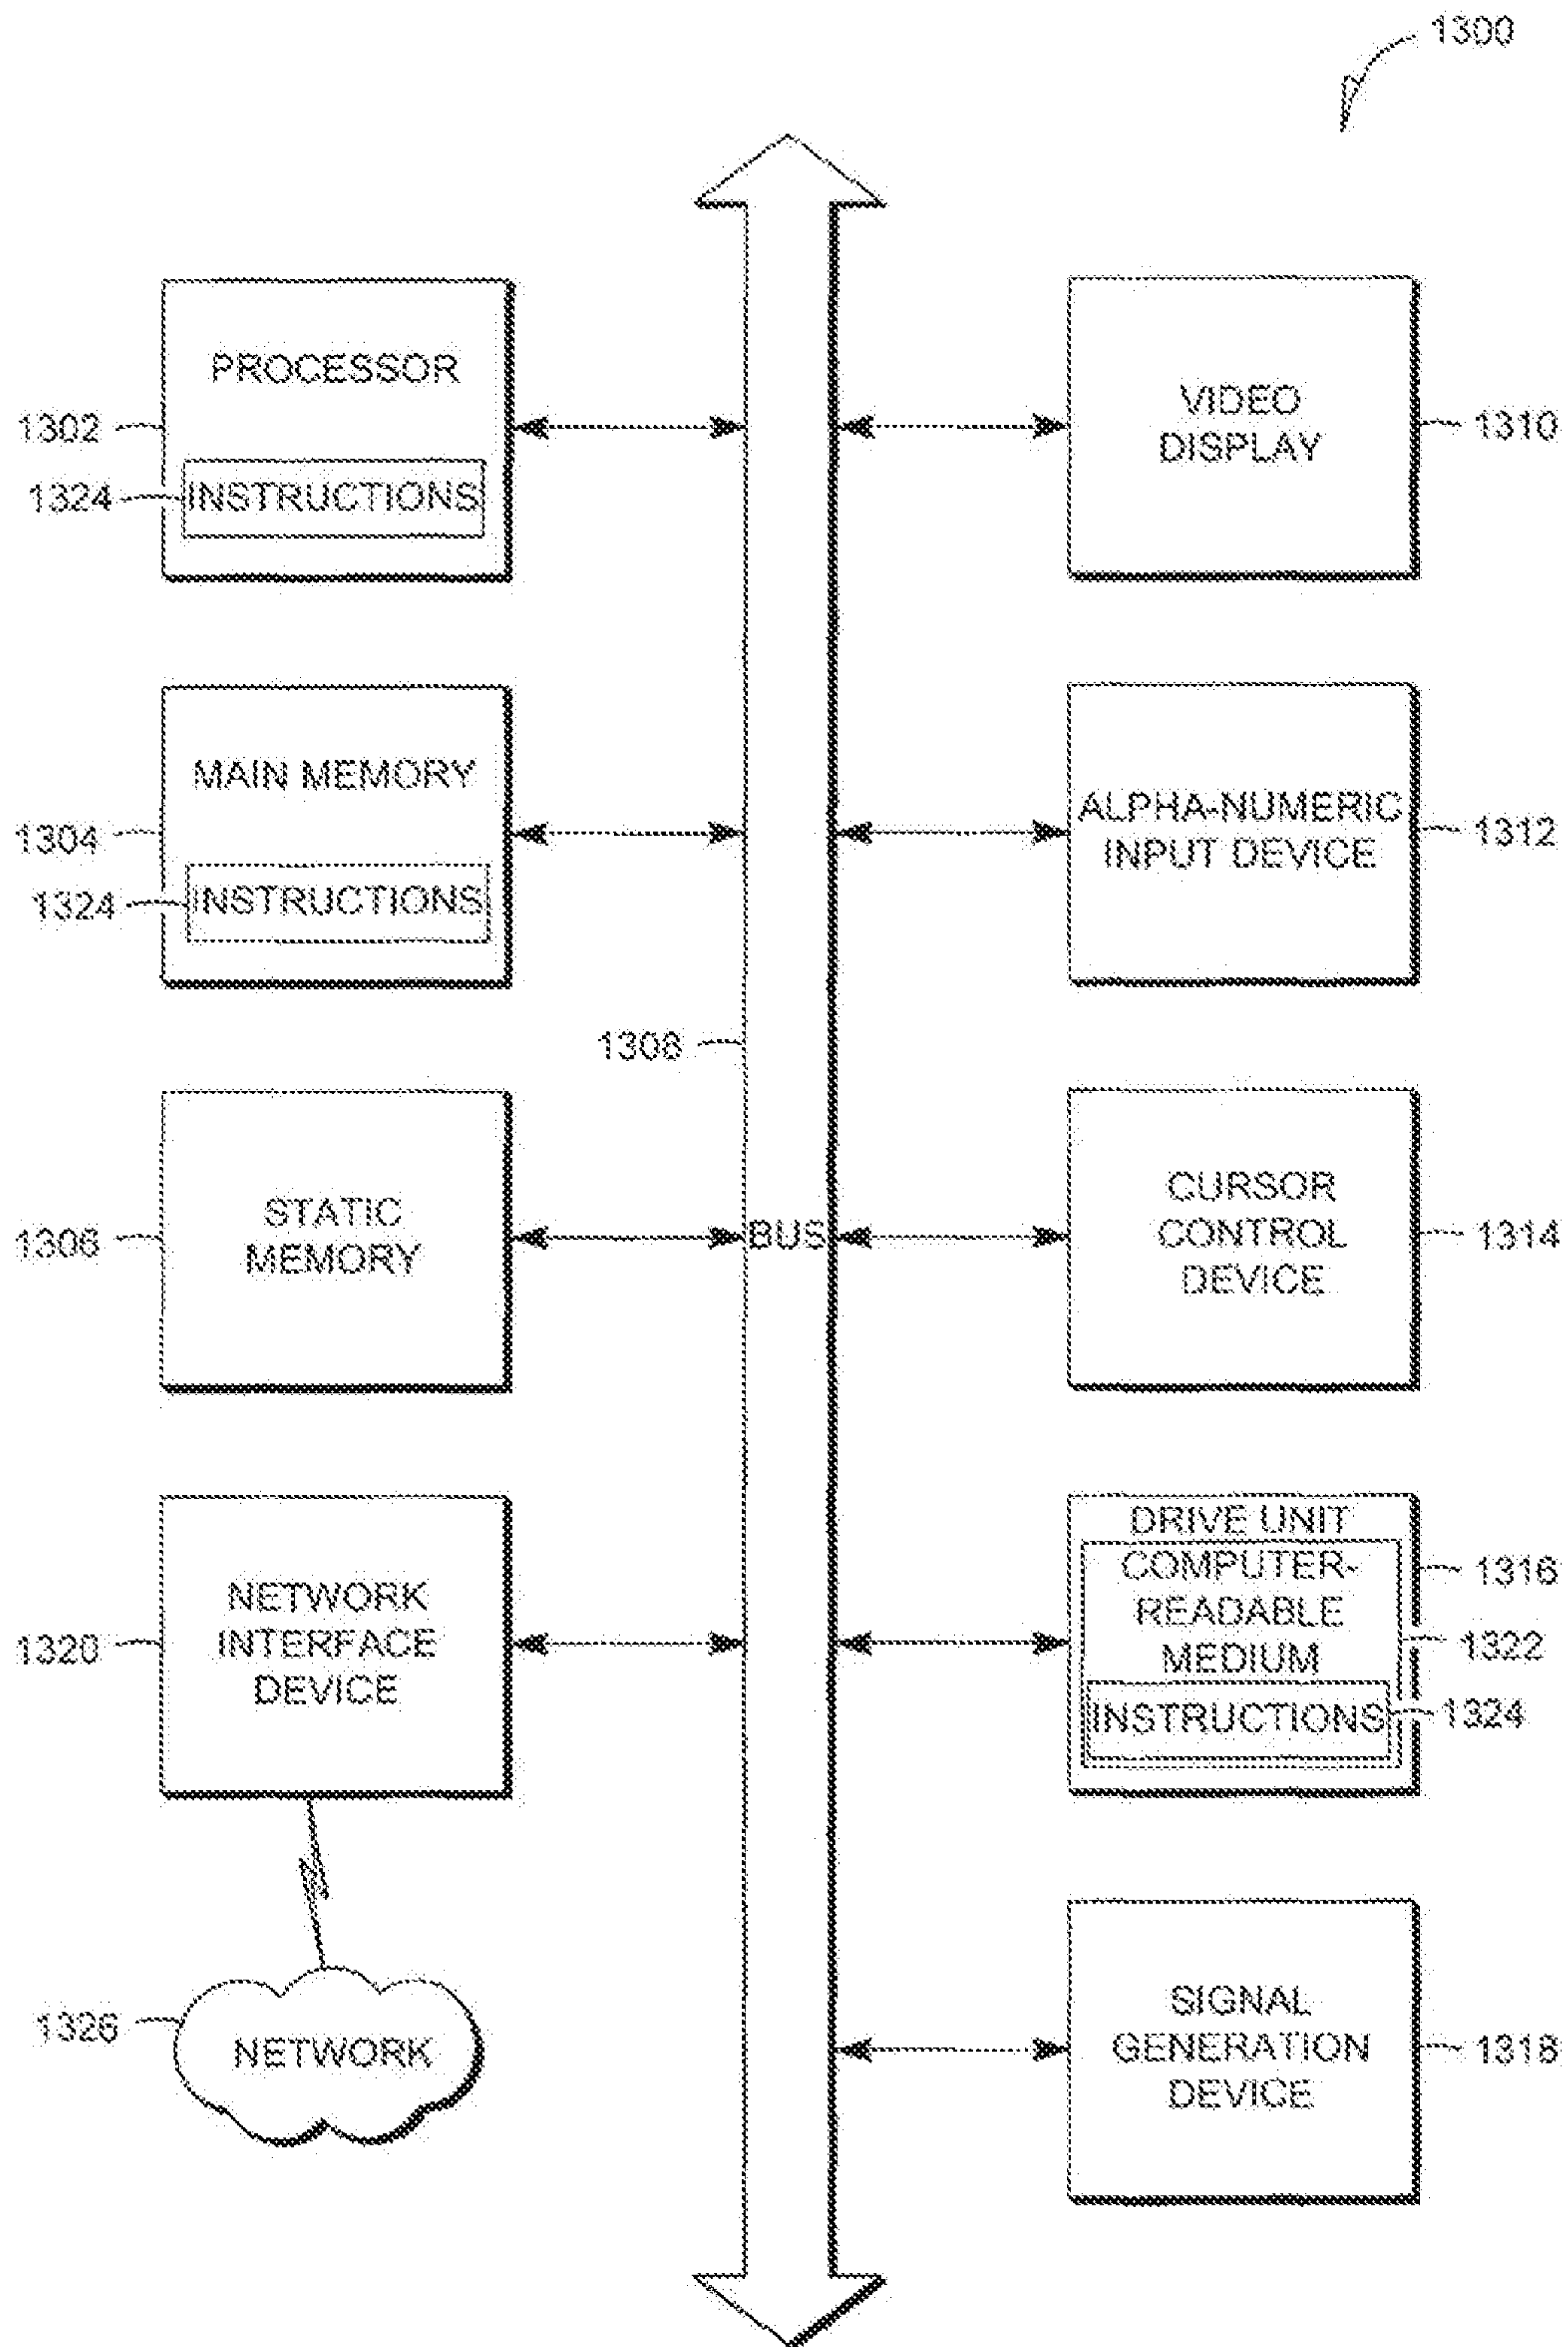 1300
PROCESSOR
1302
1324
INSTRUCTIONS
VIDEO
DISPLAY
1310
MAIN MEMORY
1304
1324
INSTRUCTIONS
ALPHA-NUMERIC
INPUT DEVICE
1312
1308
STATIC
MEMORY
1306
BUS
CURSOR
CONTROL
DEVICE
1314
NETWORK
INTERFACE
DEVICE
1320
DRIVE UNIT
COMPUTER-
READABLE
MEDIUM
INSTRUCTIONS
1316
1322
1324
1326
NETWORK
SIGNAL
GENERATION
DEVICE
1318